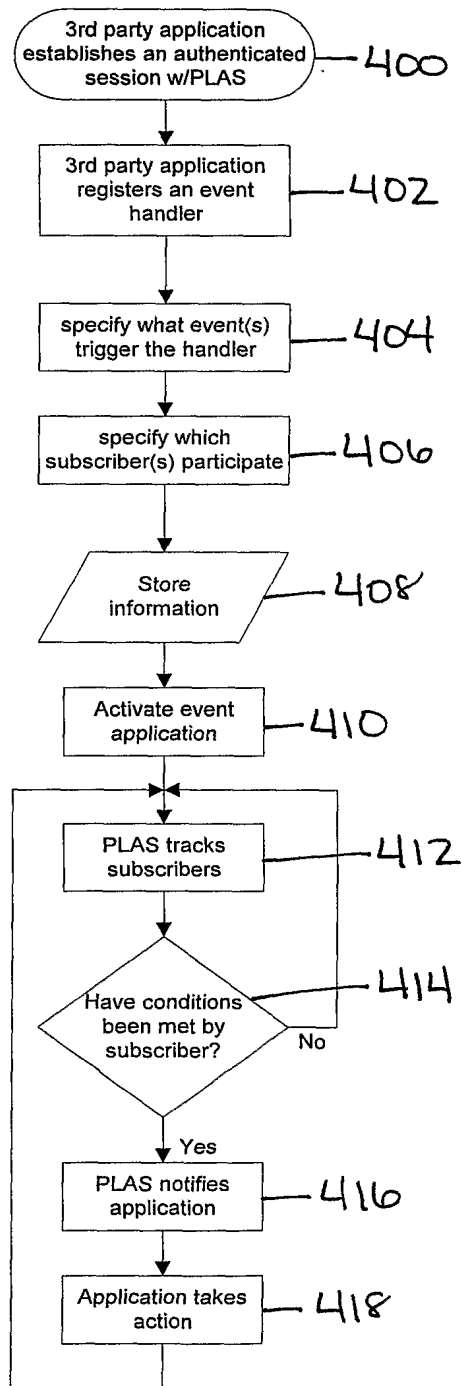 3rd party application
establishes an authenticated
session w/PLAS
400
3rd party application
registers an event
handler
402
specify what event(s)
trigger the handler
404
specify which
subscriber(s) participate
406
Store
information
408
Activate event
application
410
PLAS tracks
subscribers
412
Have conditions
been met by
subscriber?
414
No
Yes
PLAS notifies
application
416
Application takes
action
418